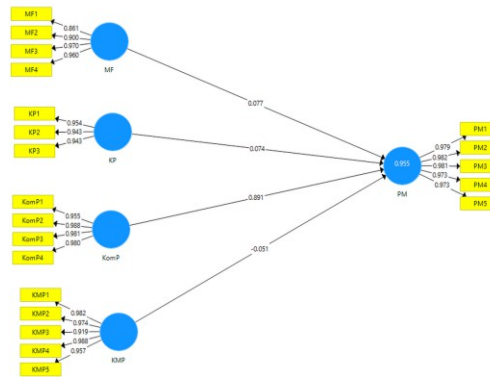 MF1
MF2
MF3
MF4
0.861
0.900
0.970
0.960
MF
0.077
KP1
KP2
KP3
0.954
0.943
0.943
KP
0.074
KomP1
KomP2
KomP3
KomP4
0.955
0.988
0.981
0.980
KomP
0.891
KMP1
KMP2
KMP3
KMP4
KMP5
0.982
0.974
0.919
0.988
0.957
KMP
-0.051
0.955
PM
0.979
0.982
0.981
0.973
0.973
PM1
PM2
PM3
PM4
PM5